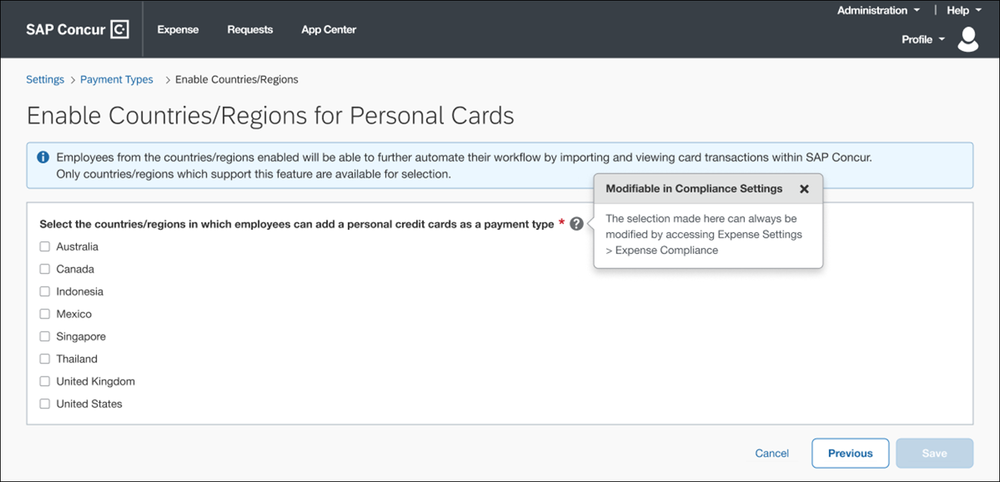 Administration | Help
SAP Concur C. Expense Requests App Center
Profile
Settings > Payment Types > Enable Countries/Regions
Enable Countries/Regions for Personal Cards
Employees from the countries/regions enabled will be able to further automate their workflow by importing and viewing card transactions within SAP Concur.
Only countries/regions which support this feature are available for selection.
Modifiable in Compliance Settings
The selection made here can always be
modified by accessing Expense Settings
> Expense Compliance
Select the countries/regions in which employees can add a personal credit cards as a payment type * ?
Australia
Canada
Indonesia
Mexico
Singapore
Thailand
United Kingdom
United States
Cancel Previous Save